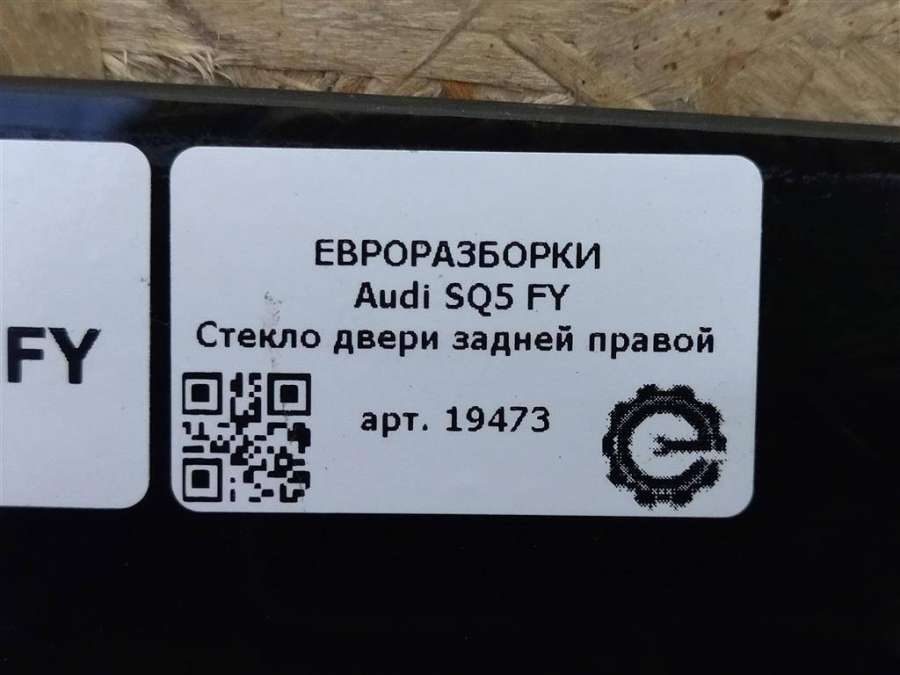 FY
ЕВРОРАЗБОРКИ
Audi SQ5 FY
Стекло двери задней правой
арт. 19473